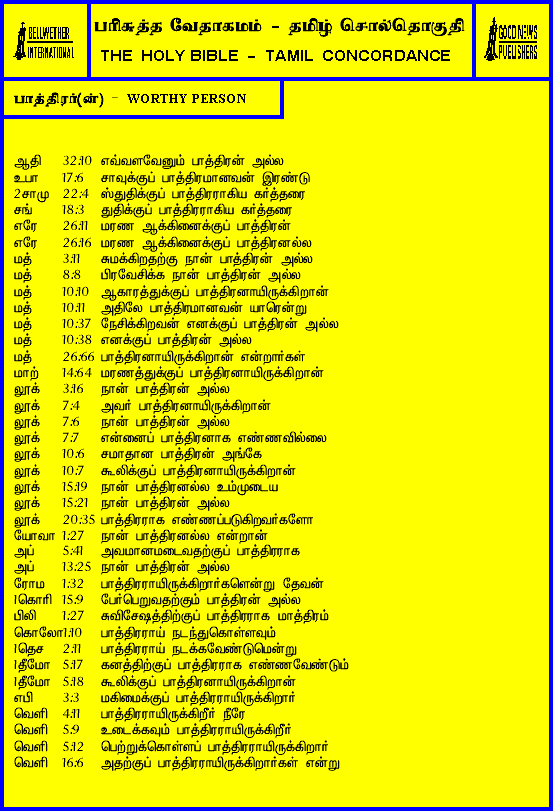 BELLWETHER
INTERNATIONAL
பரிசுத்த வேதாகமம் - தமிழ் சொல்தொகுதி
THE HOLY BIBLE - TAMIL CONCORDANCE
GOOD NEWS
PUBLISHERS
பாத்திரர்(ன்) - WORTHY PERSON
ஆதி 32:10 எவ்வளவேனும் பாத்திரன் அல்ல
உபா 17:6 சாவுக்குப் பாத்திரமானவன் இரண்டு
2சாமு 22:4 ஸ்துதிக்குப் பாத்திரராகிய கர்த்தரை
சங் 18:3 துதிக்குப் பாத்திரராகிய கர்த்தரை
எரே 26:11 மரண ஆக்கினைக்குப் பாத்திரன்
எரே 26:16 மரண ஆக்கினைக்குப் பாத்திரனல்ல
மத் 3:11 சுமக்கிறதற்கு நான் பாத்திரன் அல்ல
மத் 8:8 பிரவேசிக்க நான் பாத்திரன் அல்ல
மத் 10:10 ஆகாரத்துக்குப் பாத்திரனாயிருக்கிறான்
மத் 10:11 அதிலே பாத்திரமானவன் யாரென்று
மத் 10:37 நேசிக்கிறவன் எனக்குப் பாத்திரன் அல்ல
மத் 10:38 எனக்குப் பாத்திரன் அல்ல
மத் 26:66 பாத்திரனாயிருக்கிறான் என்றார்கள்
மாற் 14:64 மரணத்துக்குப் பாத்திரனாயிருக்கிறான்
லூக் 3:16 நான் பாத்திரன் அல்ல
லூக் 7:4 அவர் பாத்திரனாயிருக்கிறான்
லூக் 7:6 நான் பாத்திரன் அல்ல
லூக் 7:7 என்னைப் பாத்திரனாக எண்ணவில்லை
லூக் 10:6 சமாதான பாத்திரன் அங்கே
லூக் 10:7 கூலிக்குப் பாத்திரனாயிருக்கிறான்
லூக் 15:19 நான் பாத்திரனல்ல உம்முடைய
லூக் 15:21 நான் பாத்திரன் அல்ல
லூக் 20:35 பாத்திரராக எண்ணப்படுகிறவர்களோ
யோவா 1:27 நான் பாத்திரனல்ல என்றான்
அப் 5:41 அவமானமடைவதற்குப் பாத்திரராக
அப் 13:25 நான் பாத்திரன் அல்ல
ரோம 1:32 பாத்திரராயிருக்கிறார்களென்று தேவன்
1கொரி 15:9 பேர்பெறுவதற்கும் பாத்திரன் அல்ல
பிலி 1:27 சுவிசேஷத்திற்குப் பாத்திரராக மாத்திரம்
கொலோ1:10 பாத்திரராய் நடந்துகொள்ளவும்
1தெச 2:11 பாத்திரராய் நடக்கவேண்டுமென்று
1தீமோ 5:17 கனத்திற்குப் பாத்திரராக எண்ணவேண்டும்
1தீமோ 5:18 கூலிக்குப் பாத்திரனாயிருக்கிறான்
எபி 3:3 மகிமைக்குப் பாத்திரராயிருக்கிறார்
வெளி 4:11 பாத்திரராயிருக்கிறீர் நீரே
வெளி 5:9 உடைக்கவும் பாத்திரராயிருக்கிறீர்
வெளி 5:12 பெற்றுக்கொள்ளப் பாத்திரராயிருக்கிறார்
வெளி 16:6 அதற்குப் பாத்திரராயிருக்கிறார்கள் என்று